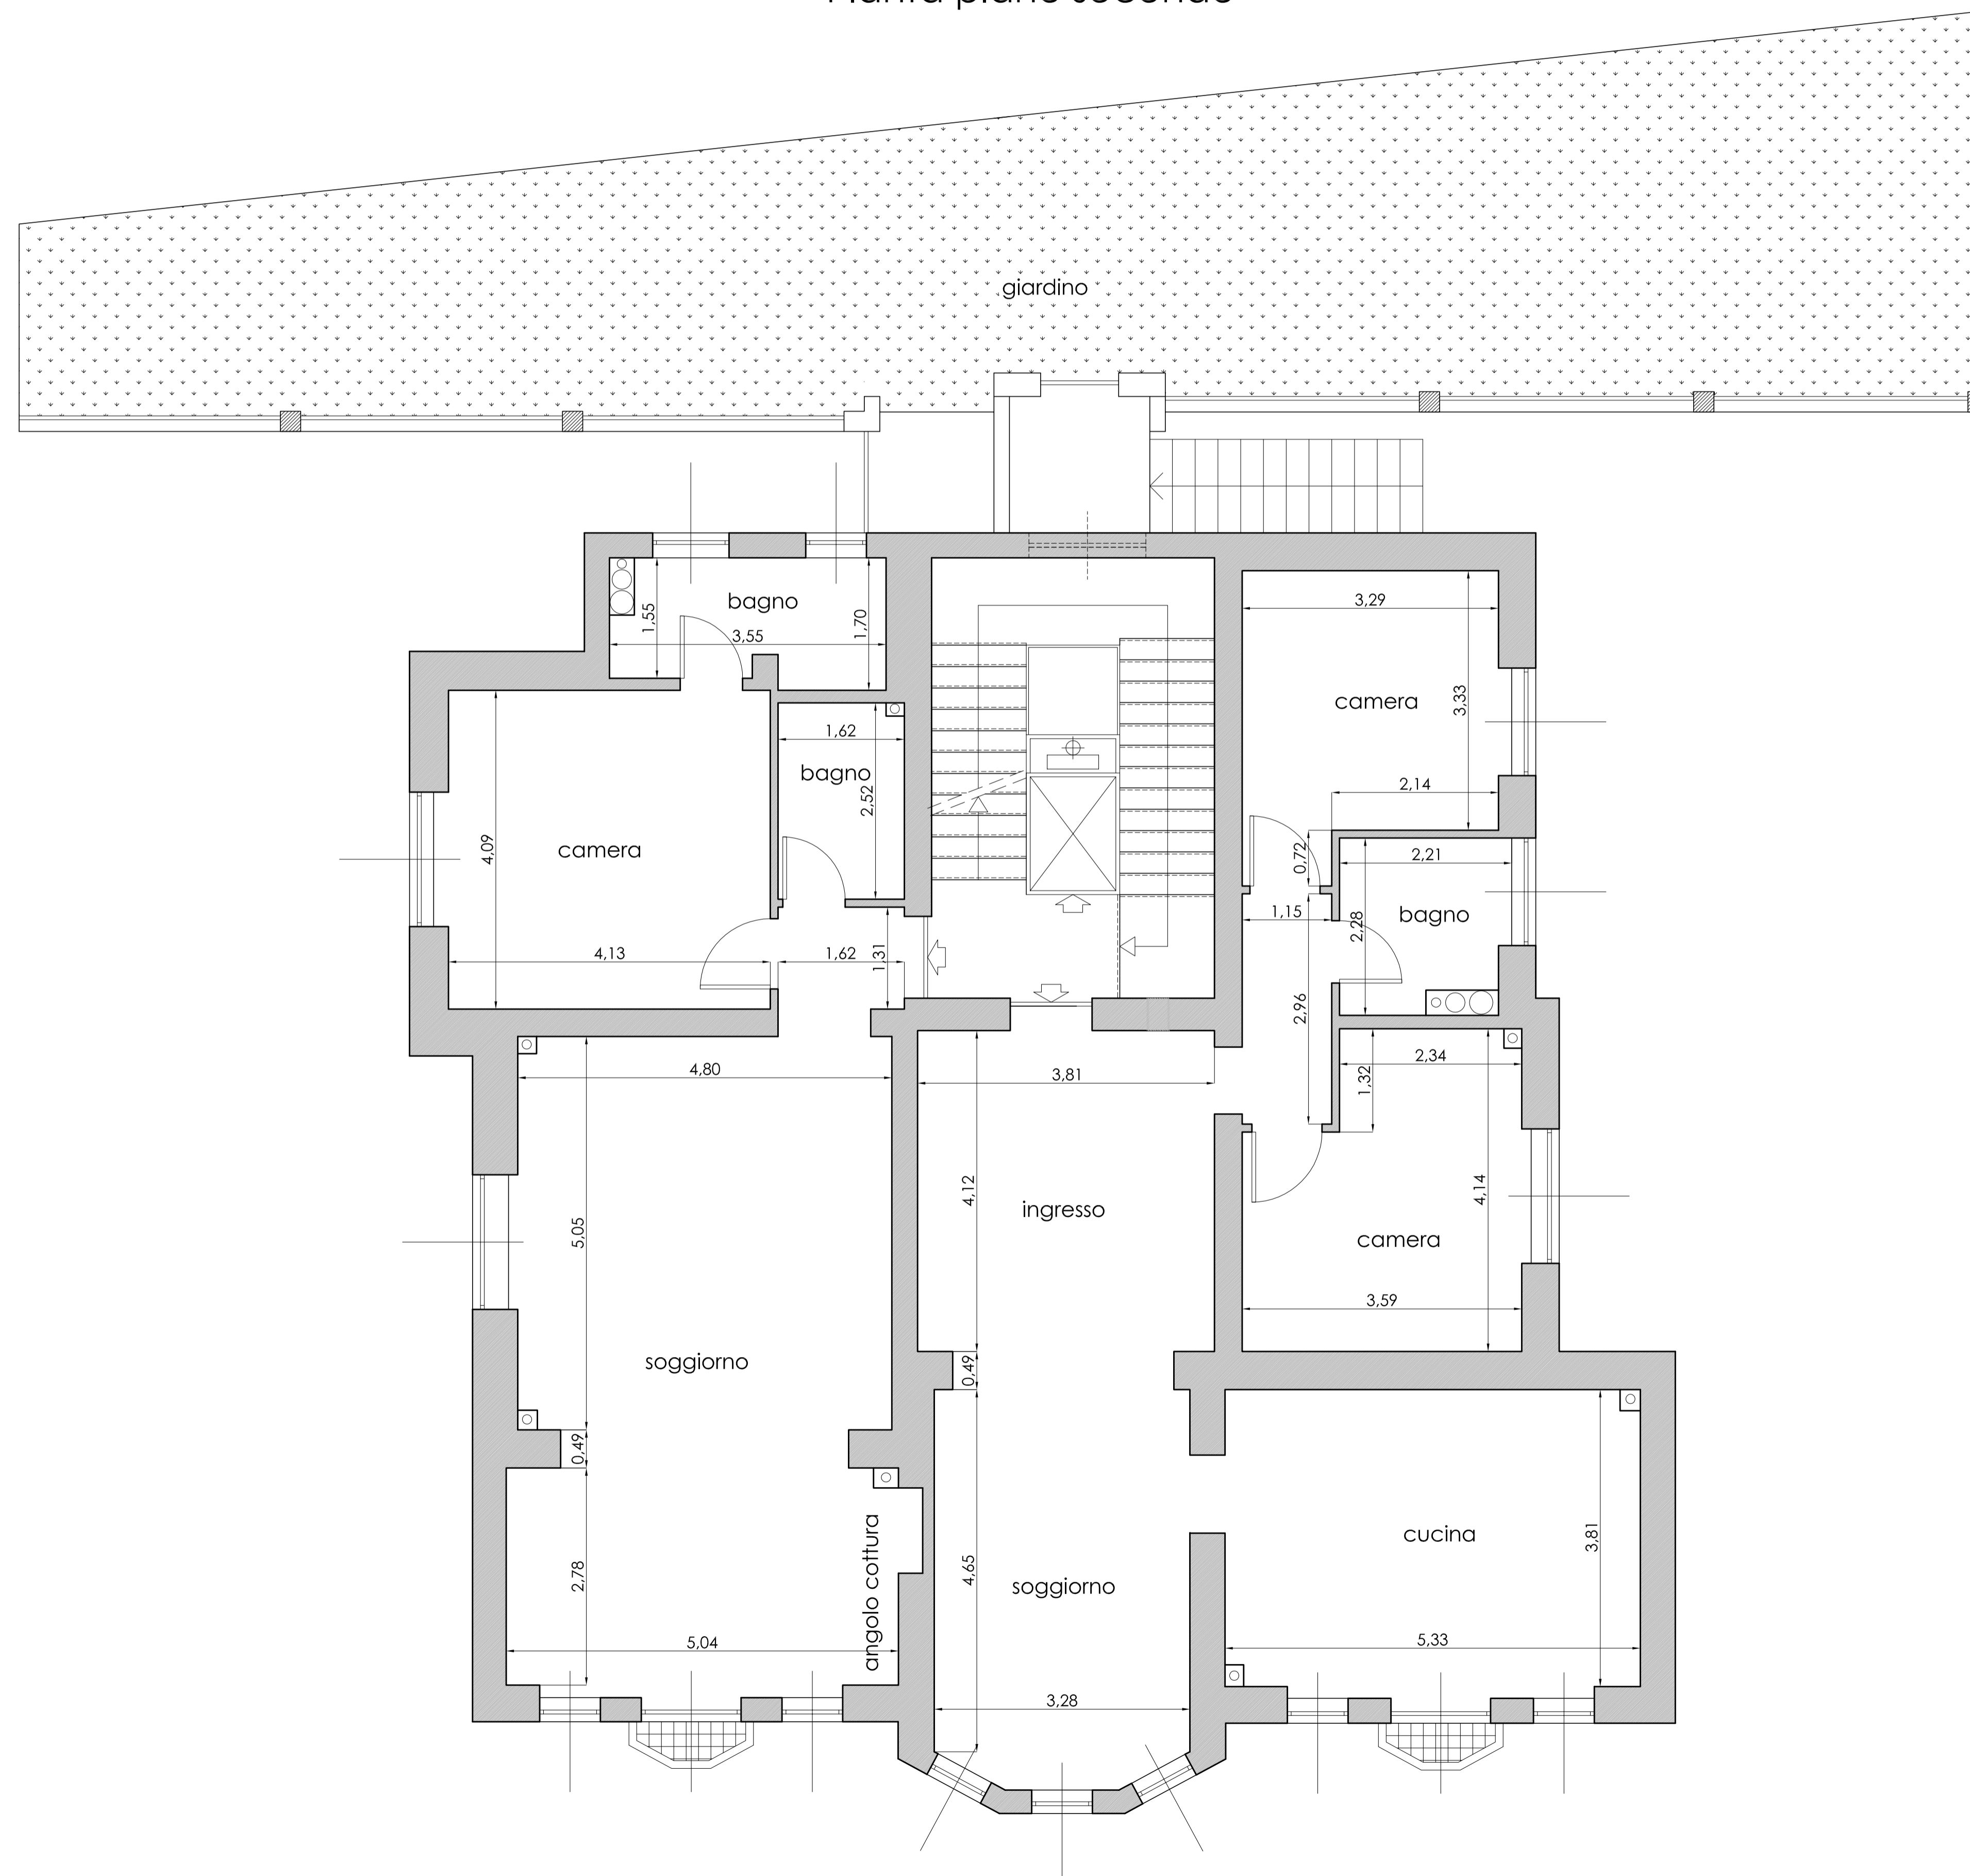 giardino
bagno
1,55
3,55
1,70
3,29
camera
3,33
1,62
bagno
2,52
2,14
4,09
camera
0,72
2,21
1,15
bagno
2,28
4,13
1,62
1,31
2,96
4,80
3,81
2,34
1,32
5,05
4,12
ingresso
4,14
camera
3,59
soggiorno
0,49
0,49
angolo cottura
2,78
4,65
soggiorno
cucina
3,81
5,04
5,33
3,28